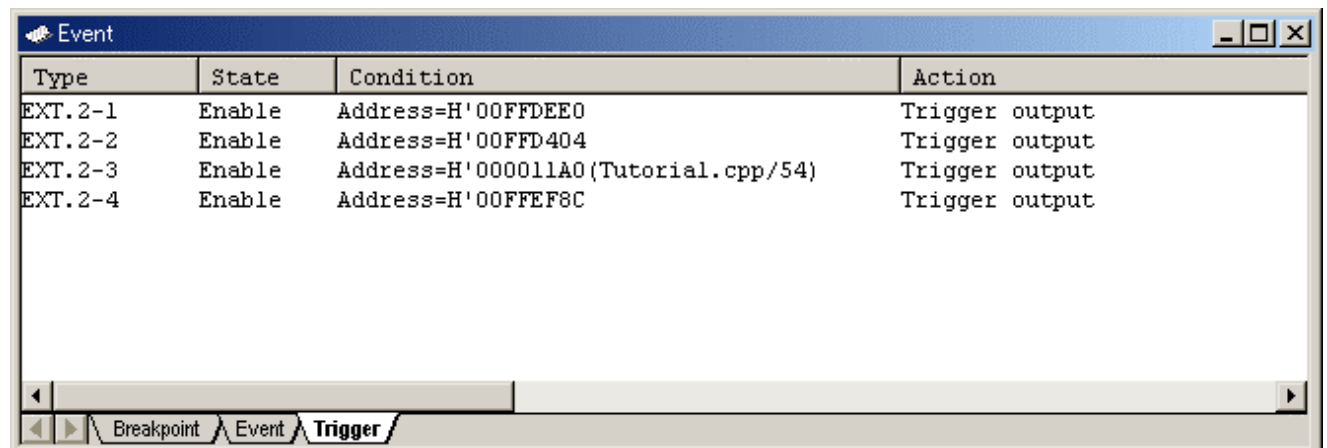 Event
Type State Condition Action
EXT.2-1 Enable Address=H'00FFDEE0 Trigger output
EXT.2-2 Enable Address=H'00FFD404 Trigger output
EXT.2-3 Enable Address=H'000011A0(Tutorial.cpp/54) Trigger output
EXT.2-4 Enable Address=H'00FFEF8C Trigger output
Breakpoint Event Trigger